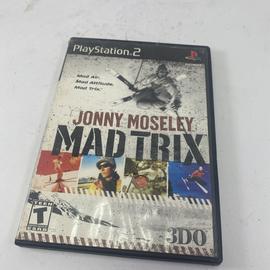 PlayStation 2
Mad Air.
Mad Attitude.
Mad Trix.
JONNY MOSELEY
MAD TRIX
TEEN
T
3DO